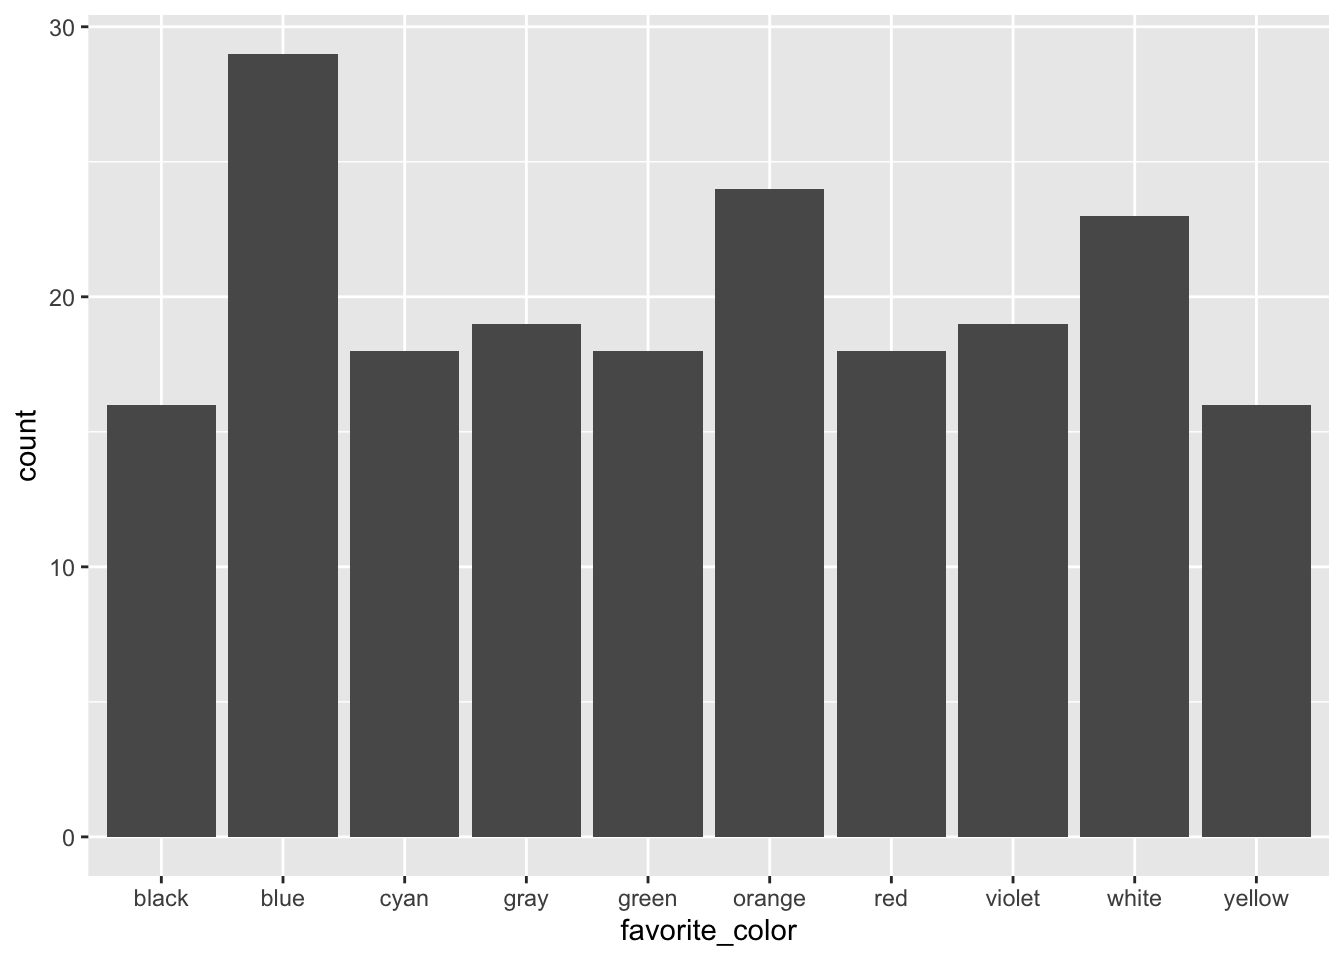 30
20
10
0
count
black blue cyan gray green orange red violet white yellow
favorite_color